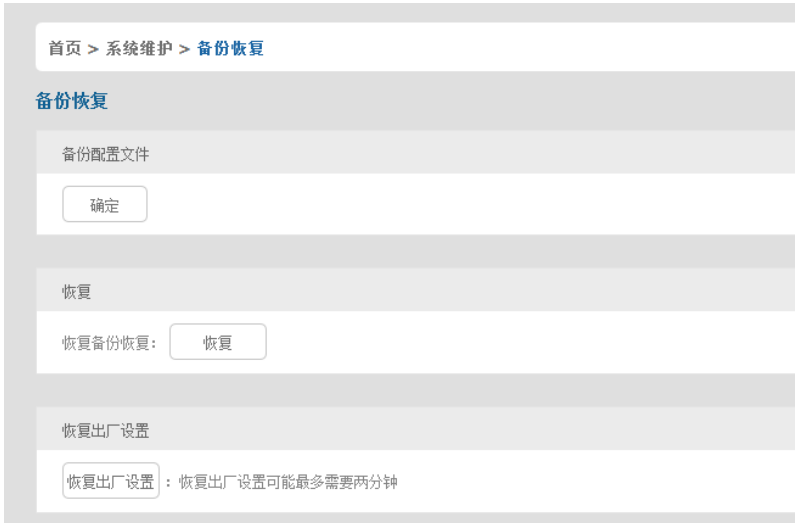 首页 > 系统维护 > 备份恢复
备份恢复
备份配置文件
确定
恢复
恢复备份恢复： 恢复
恢复出厂设置
恢复出厂设置 ：恢复出厂设置可能最多需要两分钟